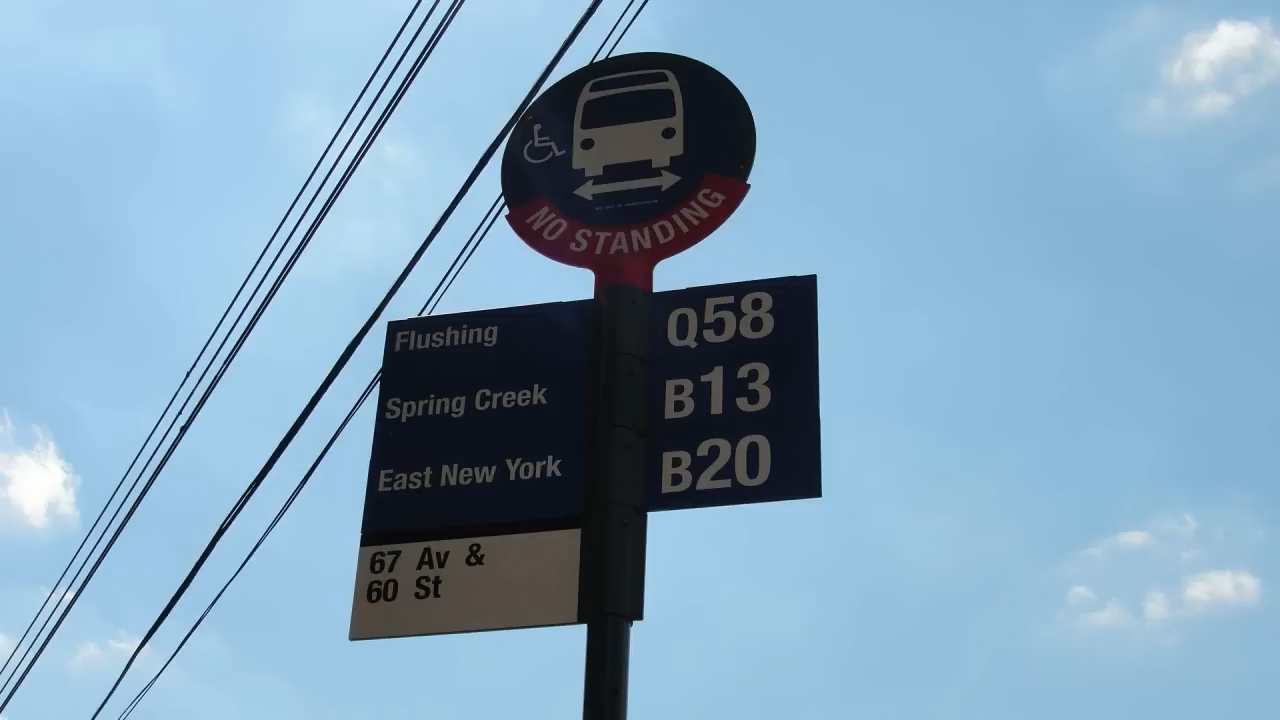 NO STANDING
Flushing Q58
Spring Creek B13
East New York B20
67 Av &
60 St